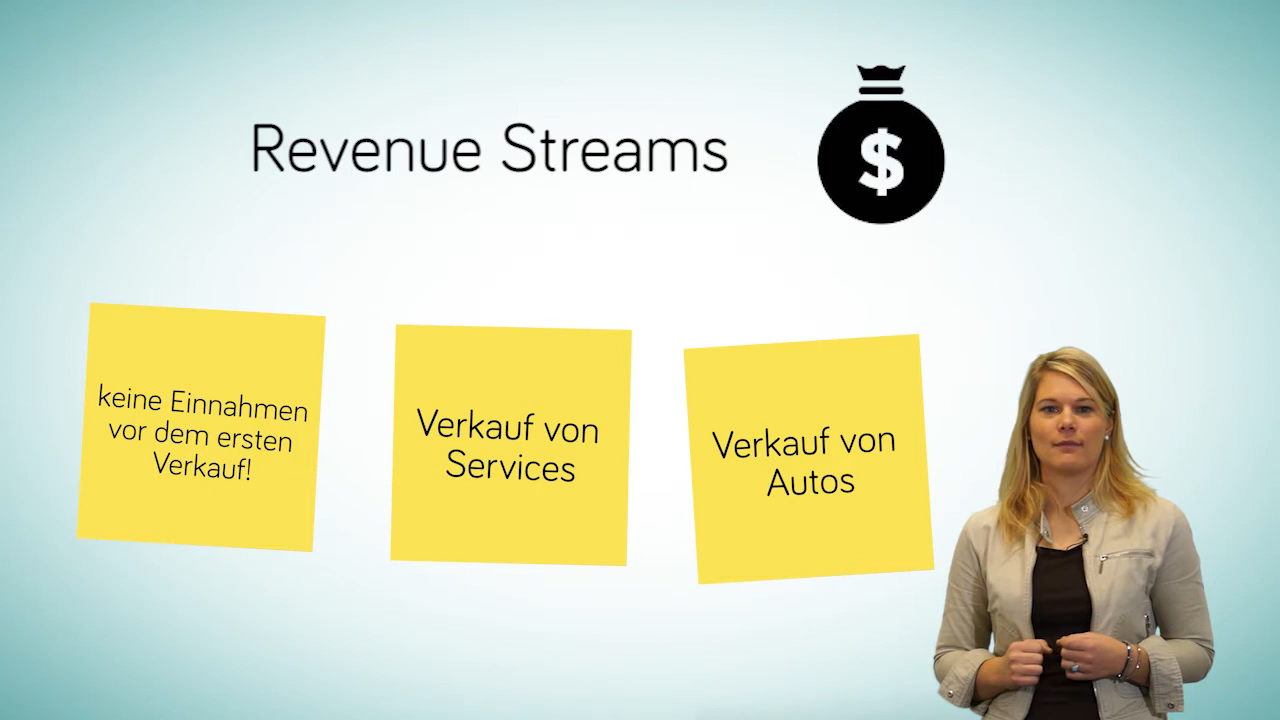 Revenue Streams
$
keine Einnahmen
vor dem ersten
Verkauf!
Verkauf von
Services
Verkauf von
Autos